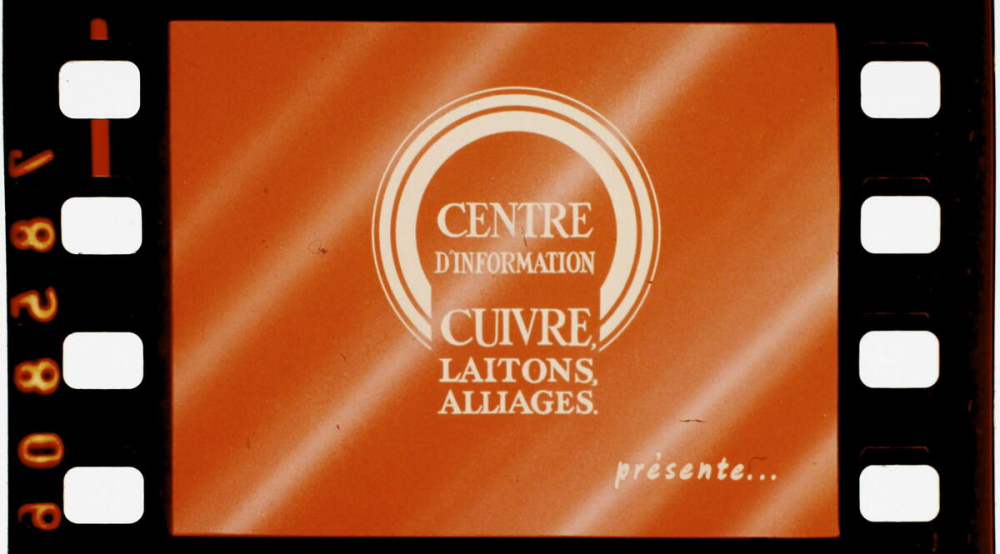 CENTRE
D'INFORMATION
CUIVRE,
LAITONS,
ALLIAGES.
présente...